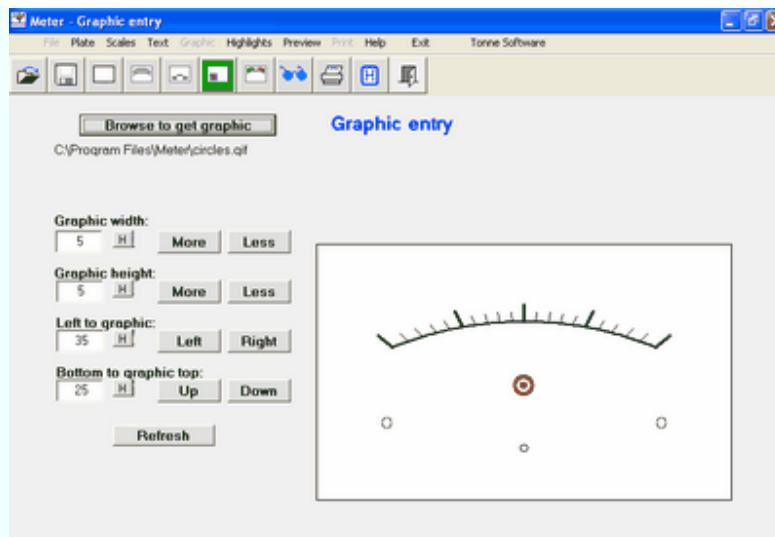 Meter - Graphic entry
File Plate Scales Text Graphic Highlights Preview Print Help Exit Tonne Software
H
Browse to get graphic
Graphic entry
C:\Program Files\Meter\circles.gif
Graphic width:
5 H More Less
Graphic height:
5 H More Less
Left to graphic:
35 H Left Right
Bottom to graphic top:
25 H Up Down
Refresh